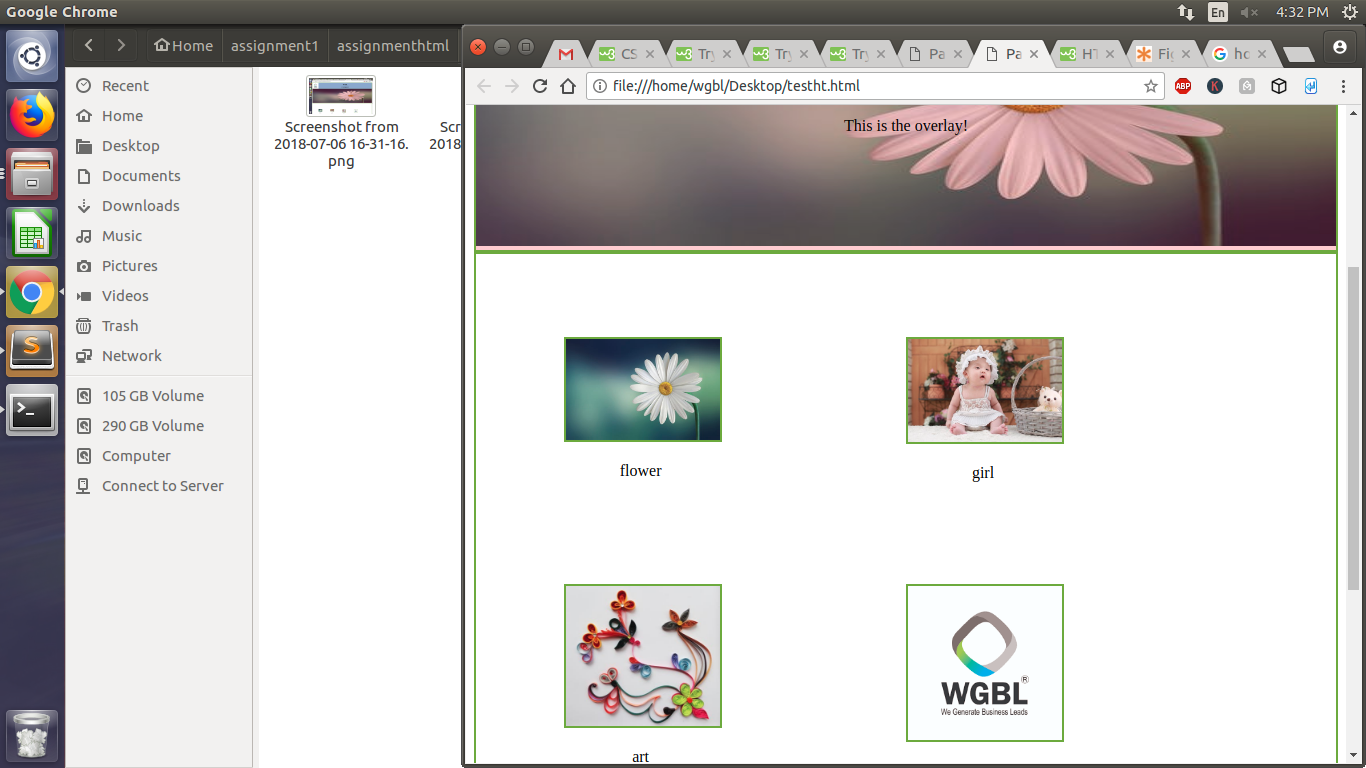 Google Chrome
En
4:32 PM
Home
assignment1
assignmenthtml
Recent
Home
Desktop
Documents
Downloads
Music
Pictures
Videos
Trash
Network
105 GB Volume
290 GB Volume
Computer
Connect to Server
Screenshot from
2018-07-06 16-31-16.
png
Scr
2018
CS
Try
Try
Try
Pa
Pa
HT
Fig
ho
file:///home/wgbl/Desktop/testht.html
ABP
K
This is the overlay!
flower
girl
art
WGBL®
We Generate Business Leads